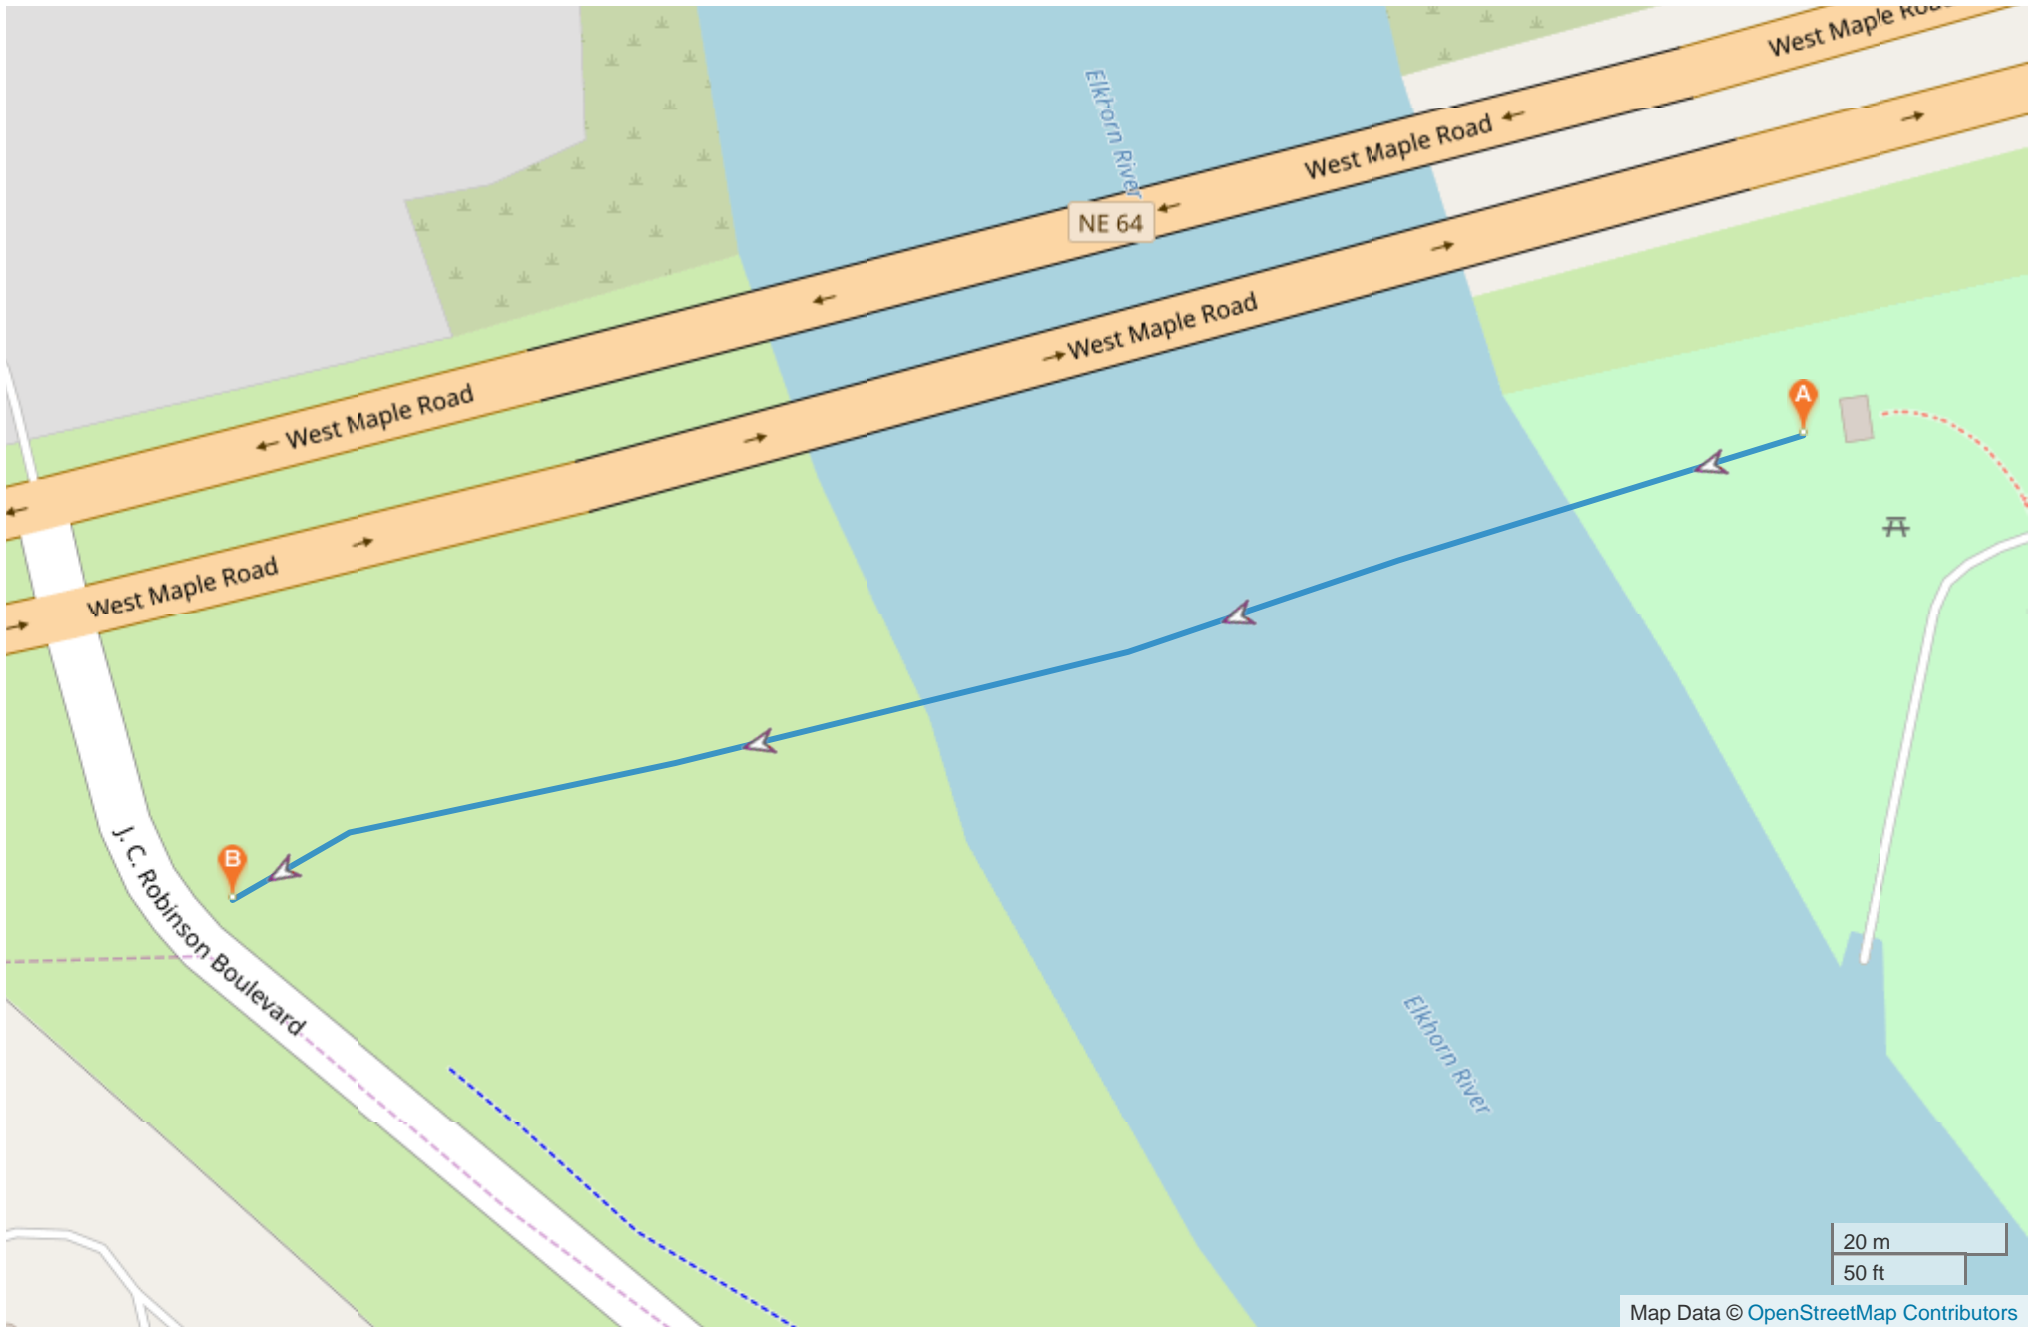 West Maple Road
Elkhorn River
West Maple Road
NE 64
West Maple Road
A
West Maple Road
West Maple Road
B
J. C. Robinson Boulevard
Elkhorn River
20 m
50 ft
Map Data © OpenStreetMap Contributors